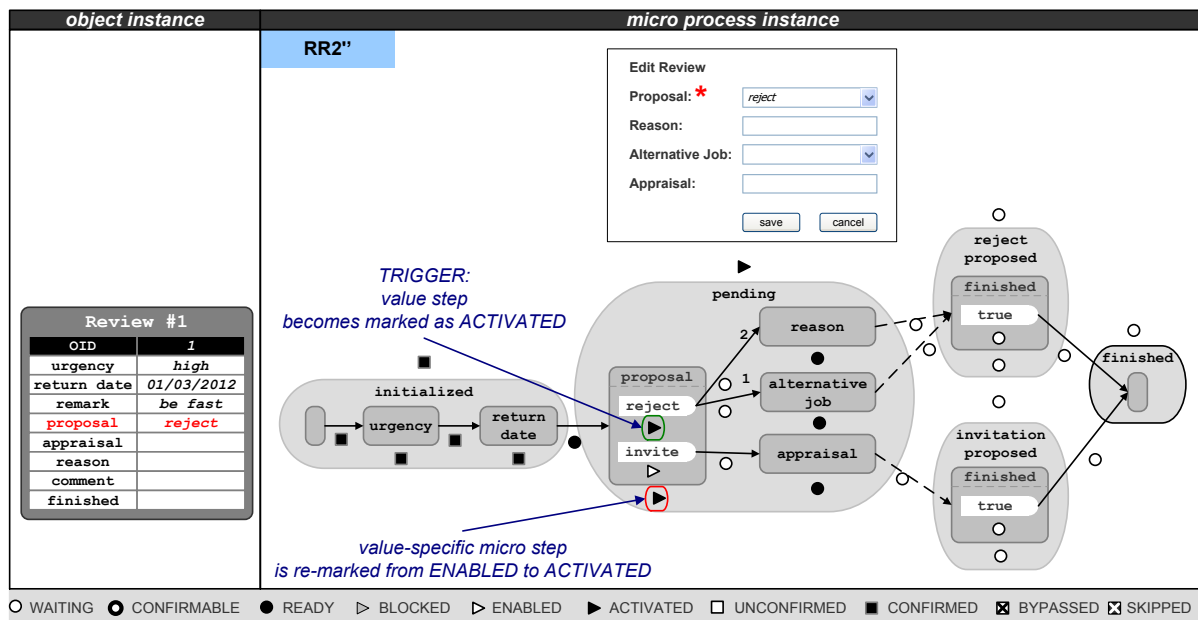 object instance
micro process instance
RR2’’
Edit Review
Proposal: *
reject
Reason:
Alternative Job:
Appraisal:
save
cancel
TRIGGER:
value step
becomes marked as ACTIVATED
Review #1
OID 1
urgency high
return date 01/03/2012
remark be fast
proposal reject
appraisal
reason
comment
finished
initialized
urgency
return
date
pending
proposal
reject
invite
2
1
reason
alternative
job
appraisal
reject
proposed
finished
true
invitation
proposed
finished
true
finished
value-specific micro step
is re-marked from ENABLED to ACTIVATED
WAITING CONFIRMABLE READY BLOCKED ENABLED ACTIVATED UNCONFIRMED CONFIRMED BYPASSED SKIPPED